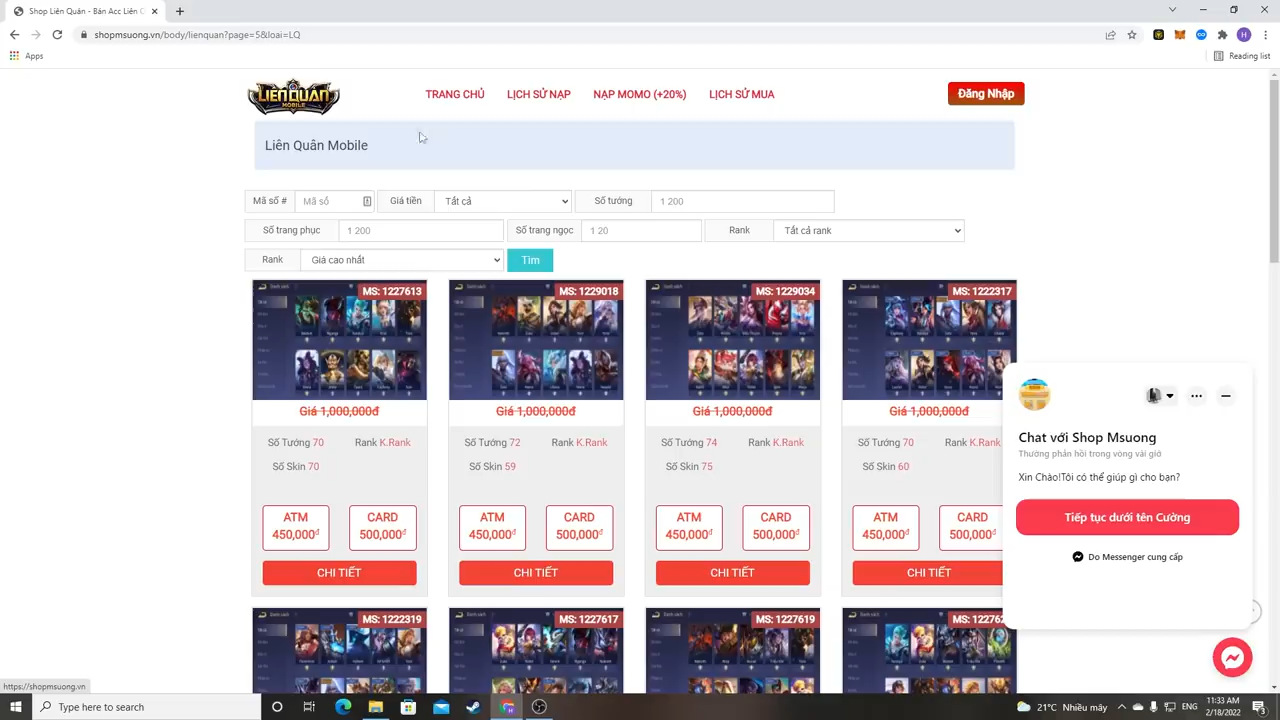 Shop Liên Quân - Bán Acc Liên C
shopmsuong.vn/body/lienquan?page=5&loai=LQ
H
Apps
Reading list
LIÊN QUÂN
MOBILE
TRANG CHỦ
LỊCH SỬ NẠP
NẠP MOMO (+20%)
LỊCH SỬ MUA
Đăng Nhập
Liên Quân Mobile
Mã số #
Mã số
Giá tiền
Tất cả
Số tướng
1 200
Số trang phục
1 200
Số trang ngọc
1 20
Rank
Tất cả rank
Rank
Giá cao nhất
Tìm
MS: 1227613
MS: 1229018
MS: 1229034
MS: 1222317
Giá 1,000,000đ
Giá 1,000,000đ
Giá 1,000,000đ
Giá 1,000,000đ
Số Tướng 70 Rank K.Rank
Số Tướng 72 Rank K.Rank
Số Tướng 74 Rank K.Rank
Số Tướng 70 Rank K.Rank
Số Skin 70
Số Skin 59
Số Skin 75
Số Skin 60
ATM
450,000đ
CARD
500,000đ
ATM
450,000đ
CARD
500,000đ
ATM
450,000đ
CARD
500,000đ
ATM
450,000đ
CARD
500,000đ
CHI TIẾT
CHI TIẾT
CHI TIẾT
CHI TIẾT
MS: 1222319
MS: 1227617
MS: 1227619
Chat với Shop Msuong
Thường phản hồi trong vòng vài giờ
Xin Chào!Tôi có thể giúp gì cho bạn?
Tiếp tục dưới tên Cường
Do Messenger cung cấp
https://shopmsuong.vn
Type here to search
21°C Nhiều mây
ENG
11:33 AM
2/18/2022
3